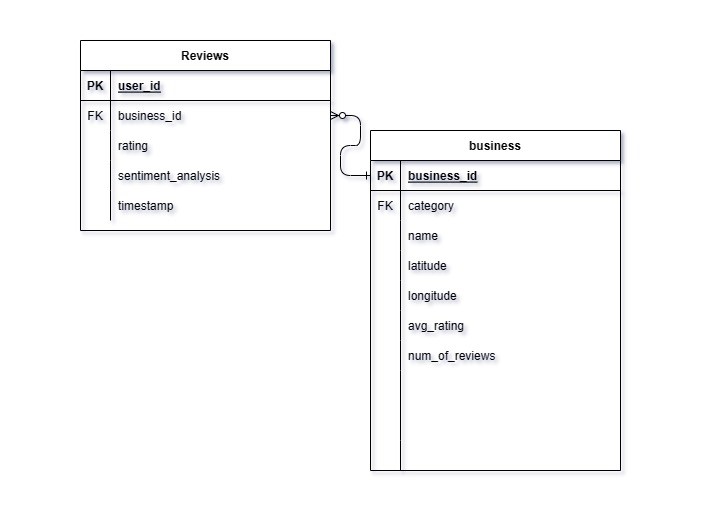 Reviews
PK user_id
FK business_id
rating
sentiment_analysis
timestamp
business
PK business_id
FK category
name
latitude
longitude
avg_rating
num_of_reviews